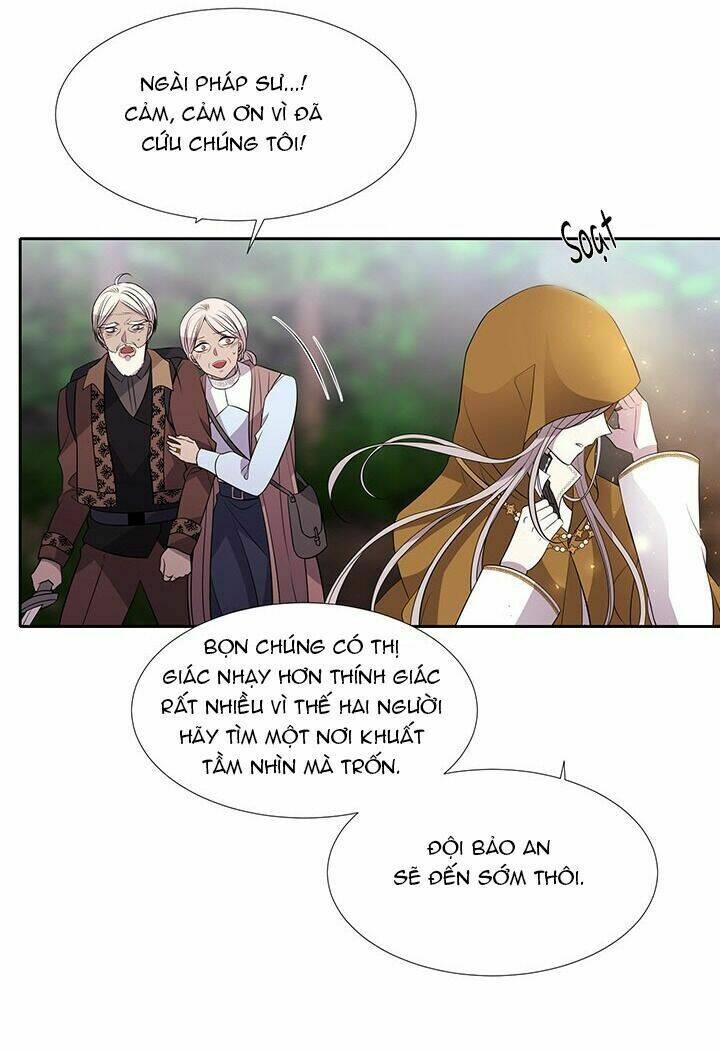 NGÀI PHÁP SƯ...!
CẢM, CẢM ƠN VÌ ĐÃ
CỨU CHÚNG TÔI!
Soạt
BỌN CHÚNG CÓ THỊ
GIÁC NHẠY HƠN THÍNH GIÁC
RẤT NHIỀU VÌ THẾ HAI NGƯỜI
HÃY TÌM MỘT NƠI KHUẤT
TẦM NHÌN MÀ TRỐN.
ĐỘI BẢO AN
SẼ ĐẾN SỚM THÔI.